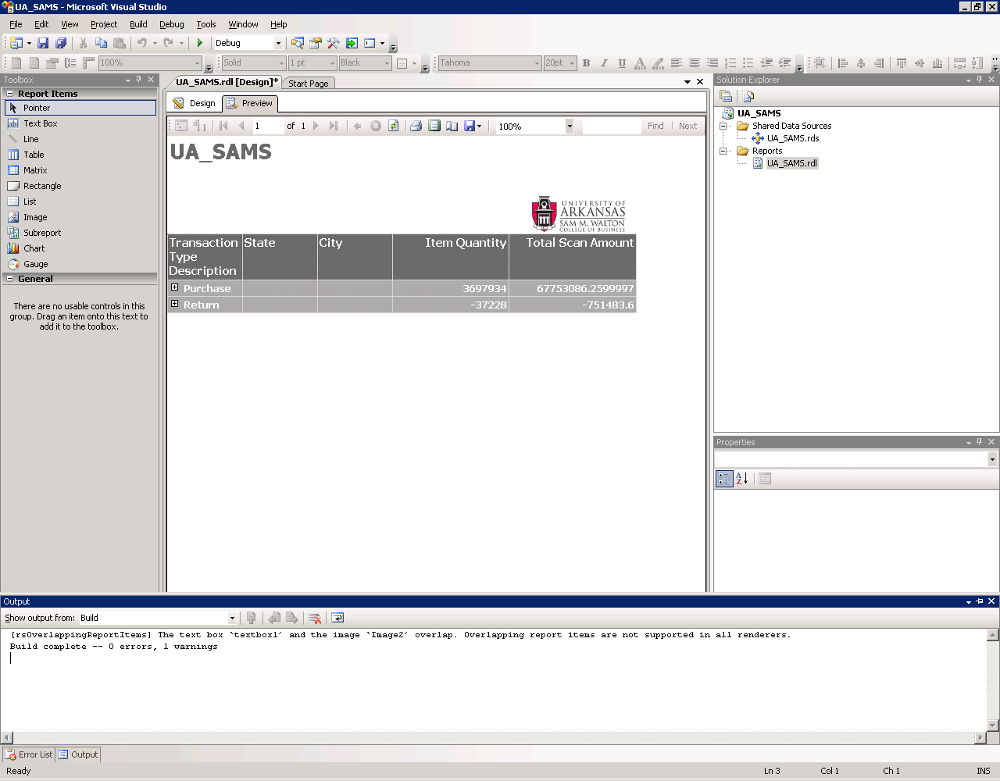 UA_SAMS - Microsoft Visual Studio
File Edit View Project Build Debug Tools Window Help
Debug
100% Solid 1 pt Black Tahoma 20pt B I U A
Toolbox
Report Items
Pointer
ab Text Box
Line
Table
Matrix
Rectangle
List
Image
Subreport
Chart
Gauge
General
There are no usable controls in this
group. Drag an item onto this text to
add it to the toolbox.
UA_SAMS.rdl [Design]* Start Page
Design Preview
1 of 1 100% Find | Next
UA_SAMS
UNIVERSITY OF
ARKANSAS
SAM M. WALTON
COLLEGE OF BUSINESS
Transaction Type Description State City Item Quantity Total Scan Amount
Purchase 3697934 67753086.2599997
Return -37228 -751483.6
Solution Explorer
UA_SAMS
Shared Data Sources
UA_SAMS.rds
Reports
UA_SAMS.rdl
Properties
A
Z
Output
Show output from: Build
[rsOverlappingReportItems] The text box `textbox1' and the image `Image2' overlap. Overlapping report items are not supported in all renderers.
Build complete -- 0 errors, 1 warnings
Error List Output
Ready Ln 3 Col 1 Ch 1 INS